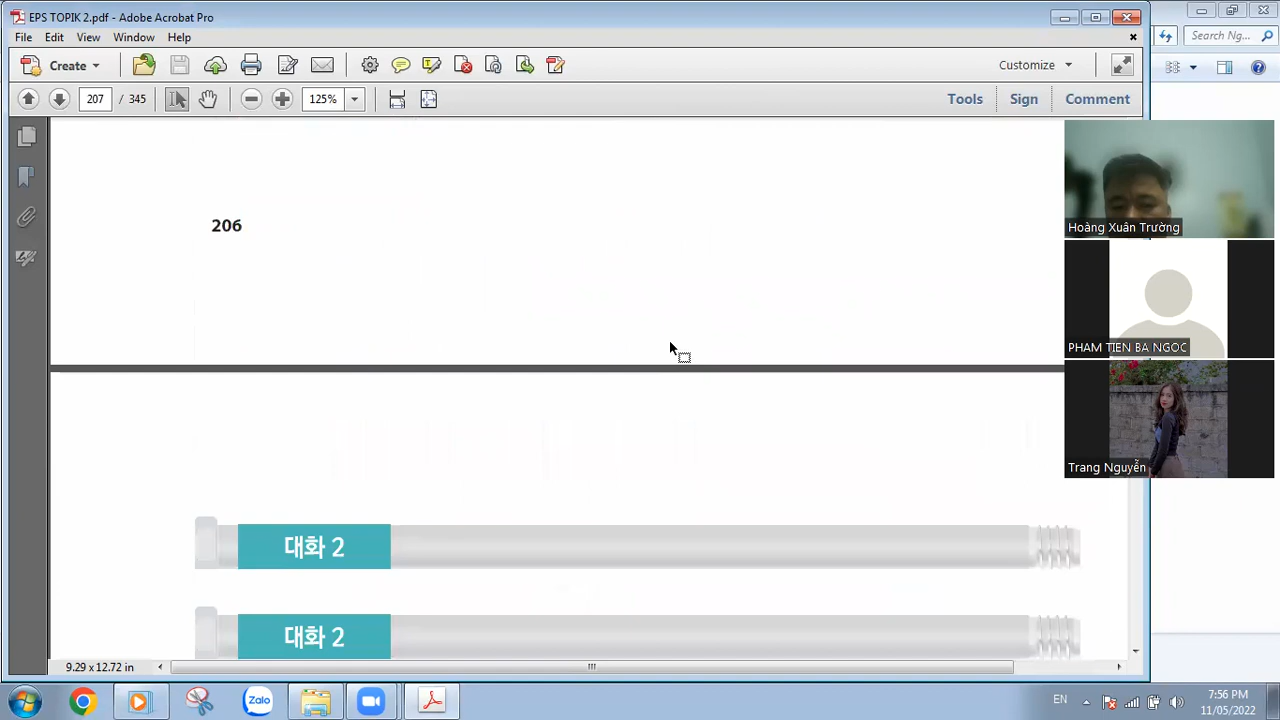 EPS TOPIK 2.pdf - Adobe Acrobat Pro
File Edit View Window Help
Create
Customize
207 / 345
125%
Tools Sign Comment
Search Ng...
206
대화 2
대화 2
Hoàng Xuân Trường
PHAM TIEN BA NGOC
Trang Nguyễn
9.29 x 12.72 in
Zalo
EN
7:56 PM
11/05/2022